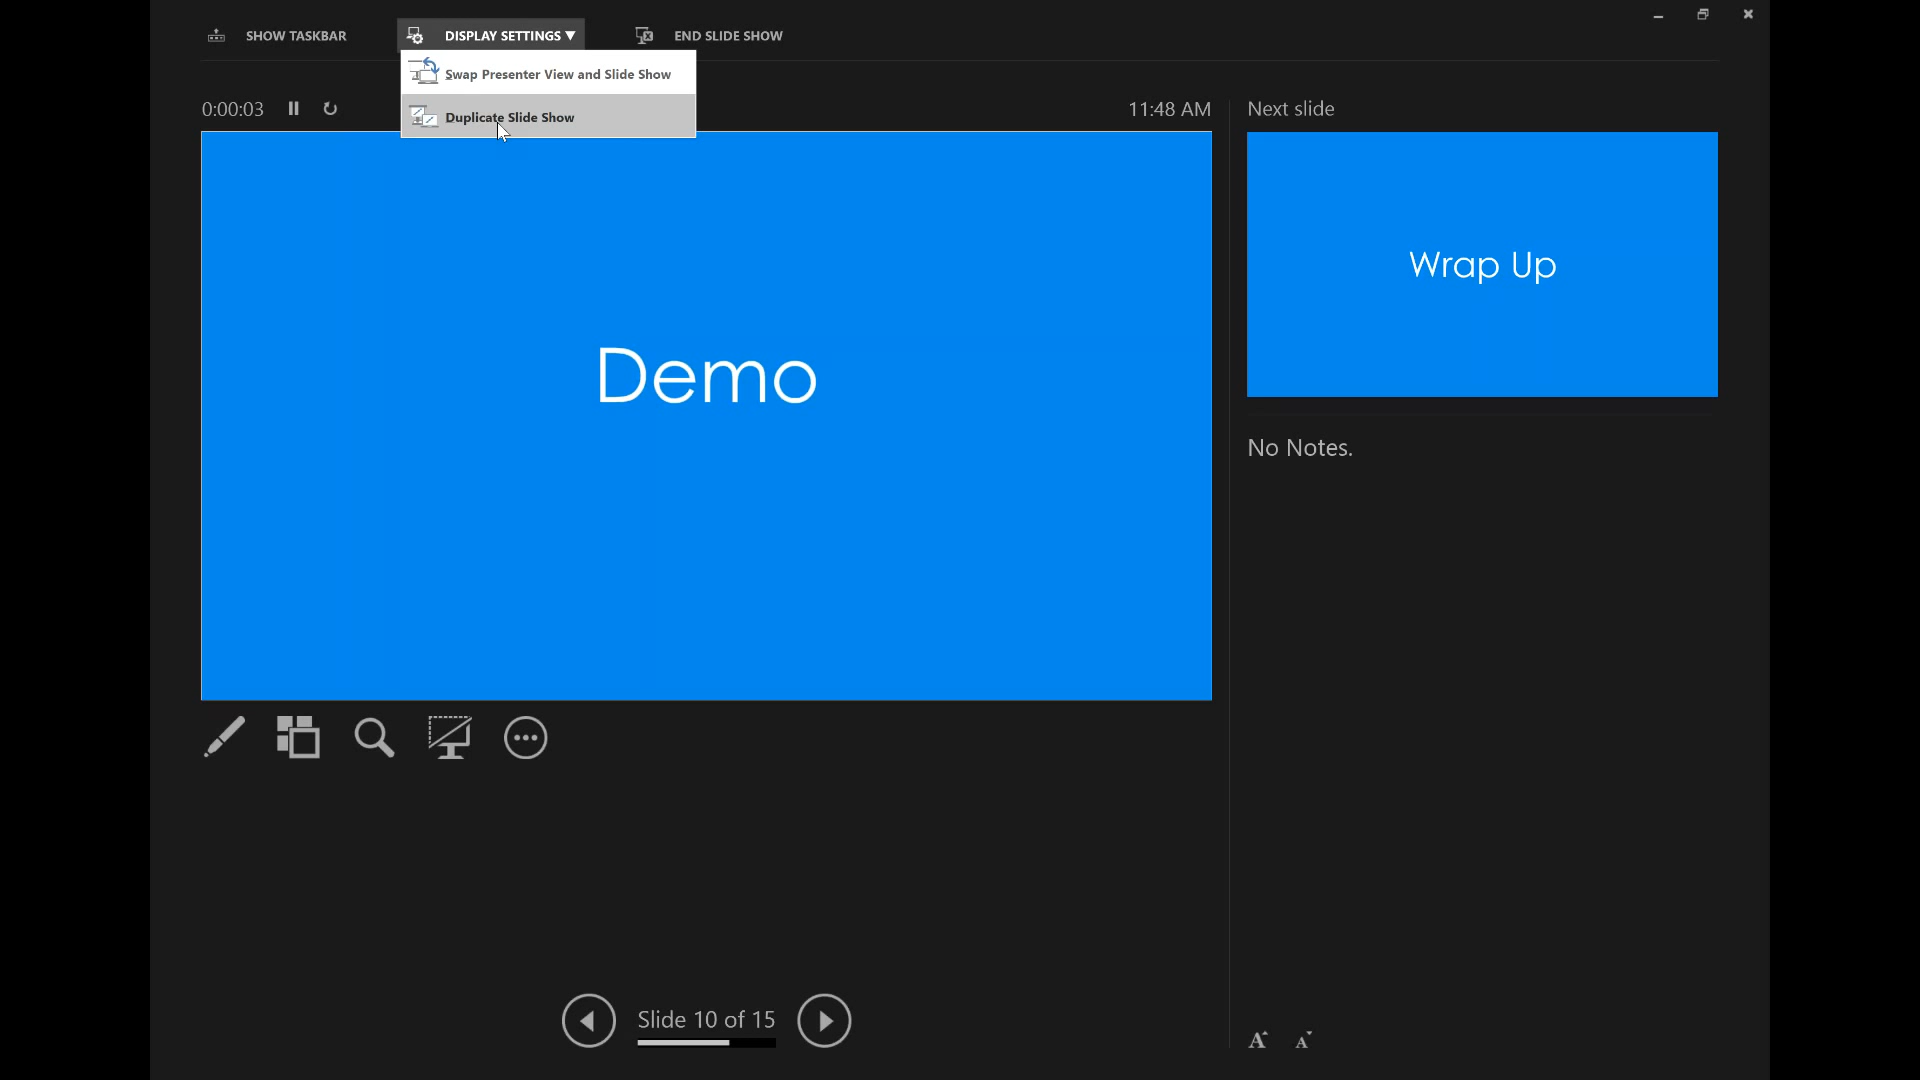 SHOW TASKBAR
DISPLAY SETTINGS ▼
END SLIDE SHOW
Swap Presenter View and Slide Show
Duplicate Slide Show
0:00:03
11:48 AM
Next slide
Demo
Wrap Up
No Notes.
Slide 10 of 15
A
A